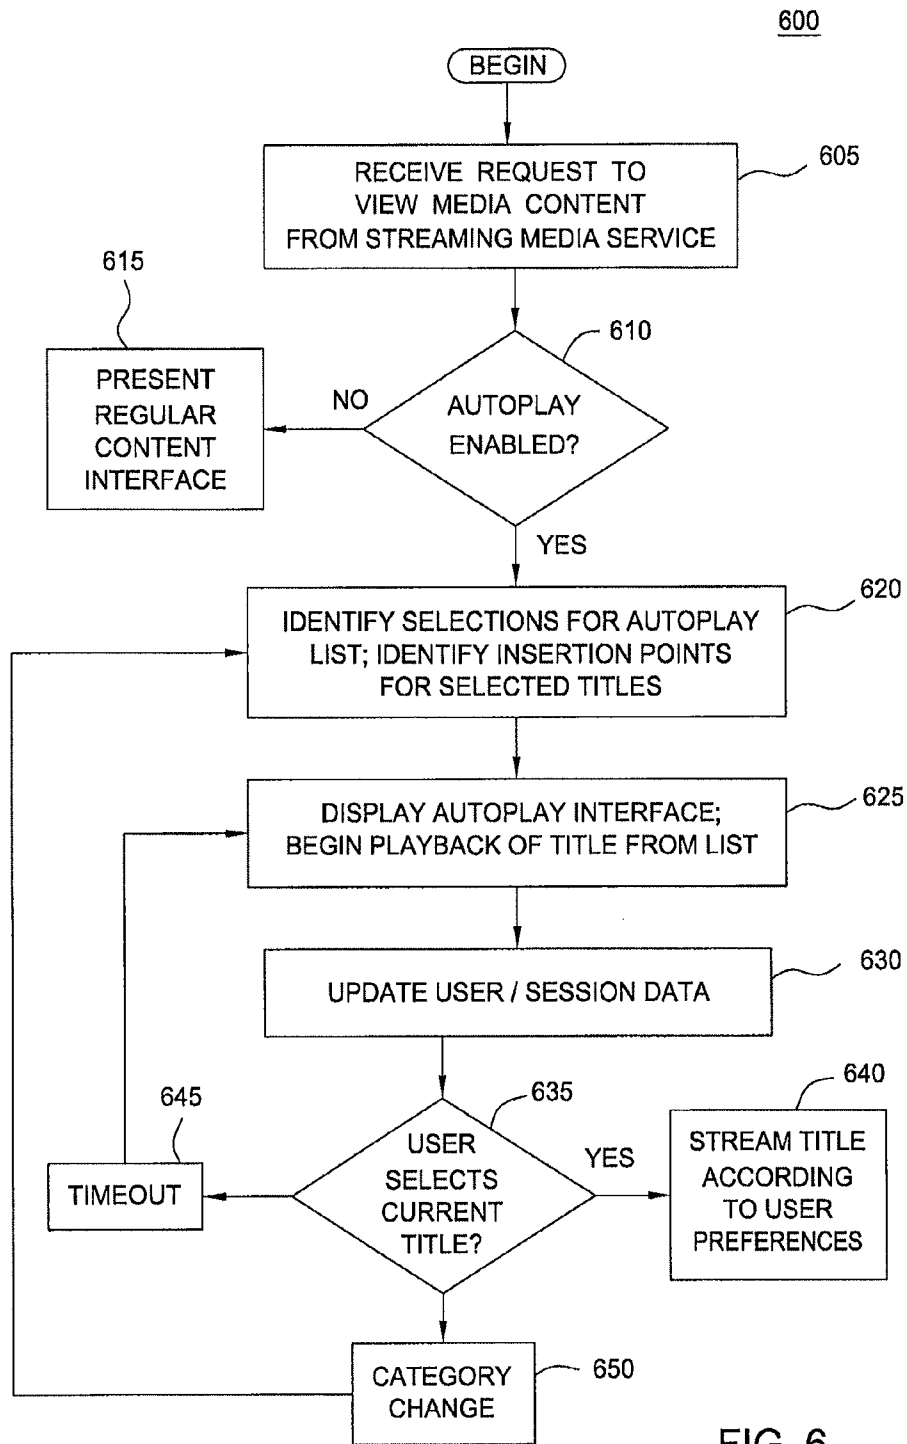 600
BEGIN
RECEIVE REQUEST TO
VIEW MEDIA CONTENT
FROM STREAMING MEDIA SERVICE
605
615
610
PRESENT
REGULAR
CONTENT
INTERFACE
NO
AUTOPLAY
ENABLED?
YES
620
IDENTIFY SELECTIONS FOR AUTOPLAY
LIST; IDENTIFY INSERTION POINTS
FOR SELECTED TITLES
625
DISPLAY AUTOPLAY INTERFACE;
BEGIN PLAYBACK OF TITLE FROM LIST
630
UPDATE USER / SESSION DATA
645
635
640
TIMEOUT
USER
SELECTS
CURRENT
TITLE?
YES
STREAM TITLE
ACCORDING
TO USER
PREFERENCES
CATEGORY
CHANGE
650
FIG. 6